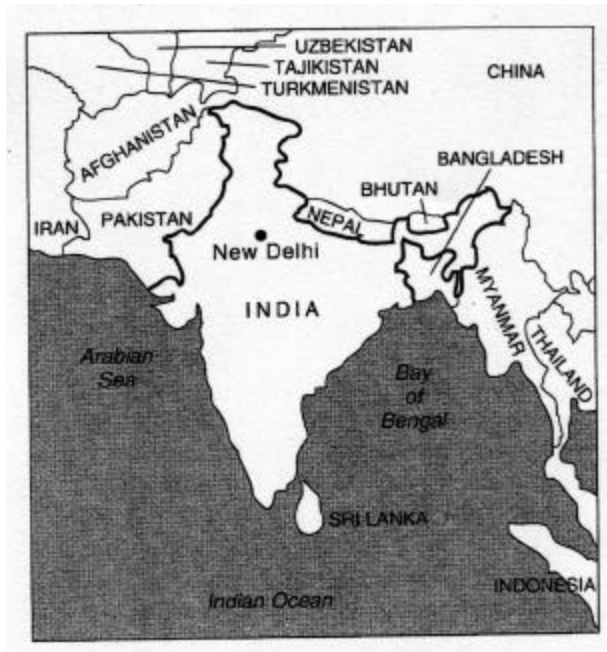 UZBEKISTAN
TAJIKISTAN
TURKMENISTAN
CHINA
AFGHANISTAN
BANGLADESH
BHUTAN
NEPAL
IRAN
PAKISTAN
New Delhi
INDIA
MYANMAR
THAILAND
Arabian
Sea
Bay
of
Bengal
SRI LANKA
INDONESIA
Indian Ocean